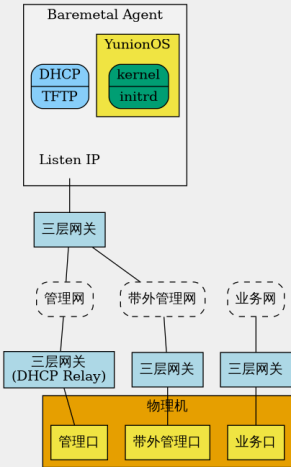 Baremetal Agent
YunionOS
DHCP
TFTP
kernel
initrd
Listen IP
三层网关
管理网
带外管理网
业务网
三层网关
(DHCP Relay)
三层网关
三层网关
物理机
管理口
带外管理口
业务口